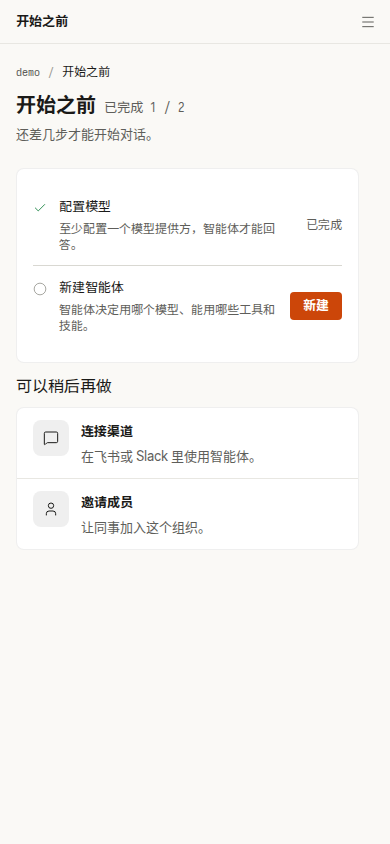 开始之前
demo / 开始之前
开始之前 已完成 1 / 2
还差几步才能开始对话。
配置模型
至少配置一个模型提供方，智能体才能回
答。
已完成
新建智能体
智能体决定用哪个模型、能用哪些工具和
技能。
新建
可以稍后再做
连接渠道
在飞书或 Slack 里使用智能体。
邀请成员
让同事加入这个组织。